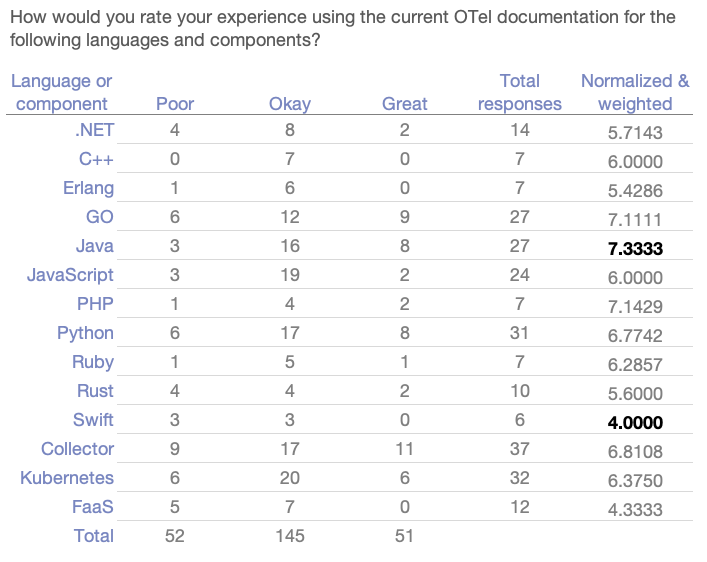 How would you rate your experience using the current OTel documentation for the
following languages and components?
Language or component Poor Okay Great Total responses Normalized & weighted
.NET 4 8 2 14 5.7143
C++ 0 7 0 7 6.0000
Erlang 1 6 0 7 5.4286
GO 6 12 9 27 7.1111
Java 3 16 8 27 7.3333
JavaScript 3 19 2 24 6.0000
PHP 1 4 2 7 7.1429
Python 6 17 8 31 6.7742
Ruby 1 5 1 7 6.2857
Rust 4 4 2 10 5.6000
Swift 3 3 0 6 4.0000
Collector 9 17 11 37 6.8108
Kubernetes 6 20 6 32 6.3750
FaaS 5 7 0 12 4.3333
Total 52 145 51